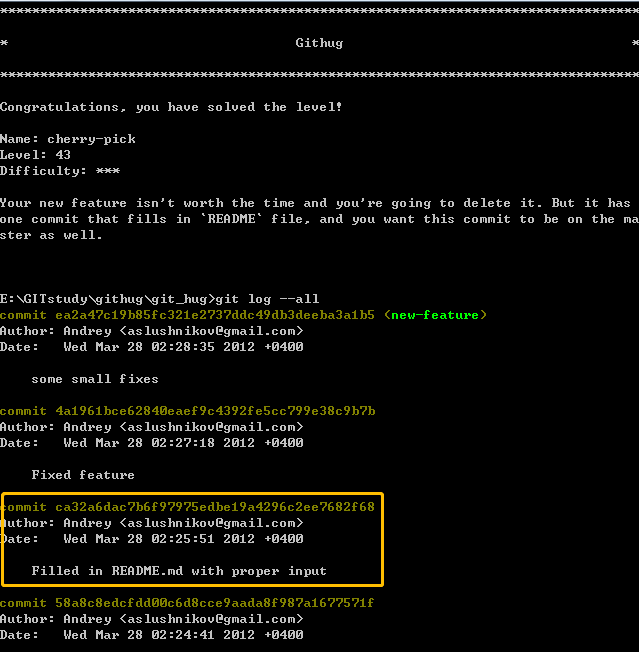 ********************************************************************************
*                                    Githug                                    *
********************************************************************************
Congratulations, you have solved the level!
Name: cherry-pick
Level: 43
Difficulty: ***
Your new feature isn't worth the time and you're going to delete it. But it has
one commit that fills in `README` file, and you want this commit to be on the ma
ster as well.
E:\GITstudy\githug\git_hug>git log --all
commit ea2a47c19b85fc321e2737ddc49db3deeba3a1b5 (new-feature)
Author: Andrey <aslushnikov@gmail.com>
Date:   Wed Mar 28 02:28:35 2012 +0400
    some small fixes
commit 4a1961bce62840eaef9c4392fe5cc799e38c9b7b
Author: Andrey <aslushnikov@gmail.com>
Date:   Wed Mar 28 02:27:18 2012 +0400
    Fixed feature
commit ca32a6dac7b6f97975edbe19a4296c2ee7682f68
Author: Andrey <aslushnikov@gmail.com>
Date:   Wed Mar 28 02:25:51 2012 +0400
    Filled in README.md with proper input
commit 58a8c8edcfdd00c6d8cce9aada8f987a1677571f
Author: Andrey <aslushnikov@gmail.com>
Date:   Wed Mar 28 02:24:41 2012 +0400